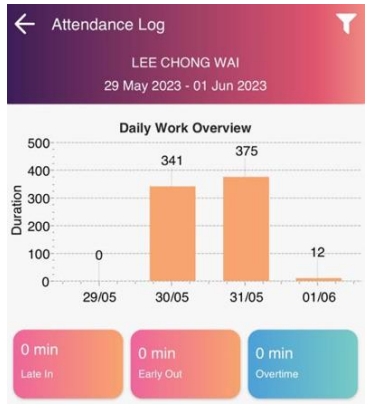 Attendance Log
LEE CHONG WAI
29 May 2023 - 01 Jun 2023
Daily Work Overview
Duration
500
400
300
200
100
0
0
341
375
12
29/05 30/05 31/05 01/06
0 min
Late In
0 min
Early Out
0 min
Overtime